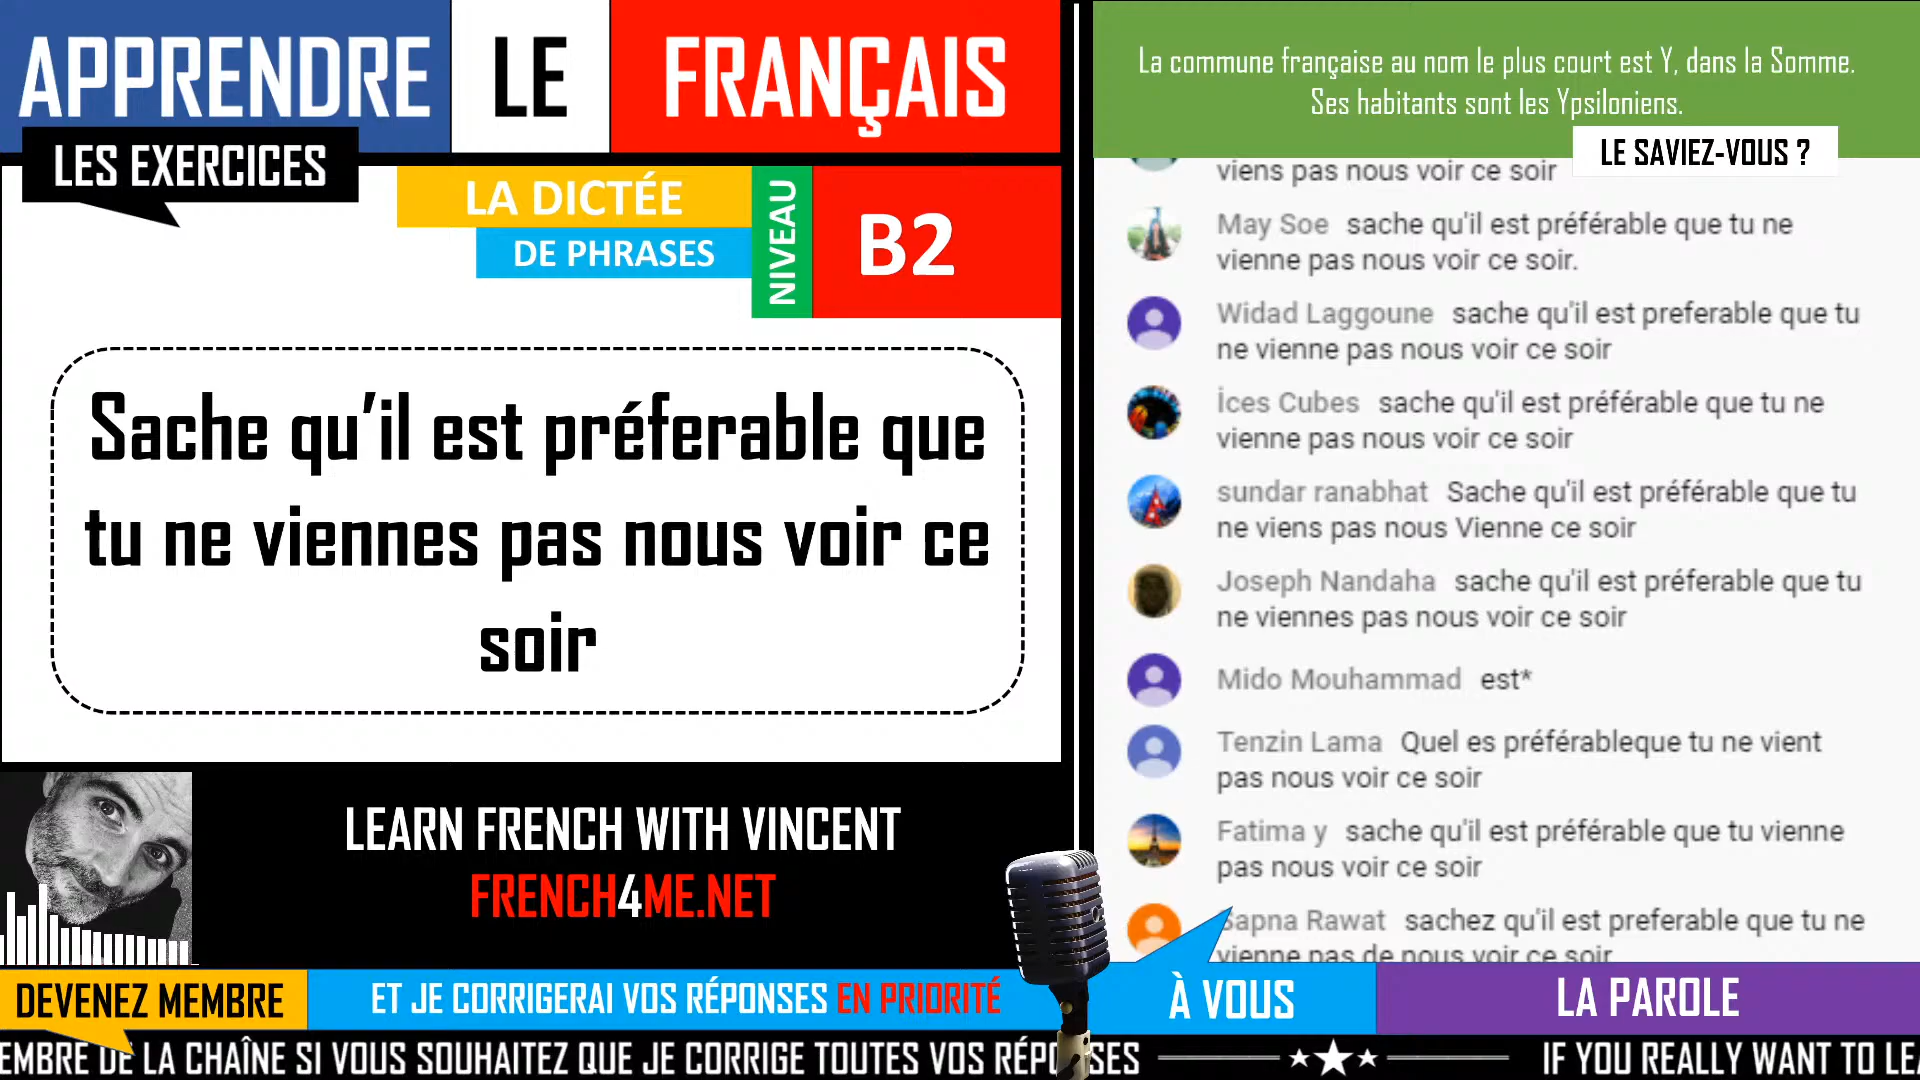 APPRENDRE LE FRANÇAIS
LES EXERCICES
LA DICTÉE
DE PHRASES
NIVEAU
B2
Sache qu’il est préferable que
tu ne viennes pas nous voir ce
soir
LEARN FRENCH WITH VINCENT
FRENCH4ME.NET
DEVENEZ MEMBRE
ET JE CORRIGERAI VOS RÉPONSES EN PRIORITÉ
La commune française au nom le plus court est Y, dans la Somme.
Ses habitants sont les Ypsiloniens.
LE SAVIEZ-VOUS ?
viens pas nous voir ce soir
May Soe sache qu'il est préférable que tu ne
vienne pas nous voir ce soir.
Widad Laggoune sache qu'il est preferable que tu
ne vienne pas nous voir ce soir
İces Cubes sache qu'il est préférable que tu ne
vienne pas nous voir ce soir
sundar ranabhat Sache qu'il est préférable que tu
ne viens pas nous Vienne ce soir
Joseph Nandaha sache qu'il est préferable que tu
ne viennes pas nous voir ce soir
Mido Mouhammad est*
Tenzin Lama Quel es préférableque tu ne vient
pas nous voir ce soir
Fatima y sache qu'il est préférable que tu vienne
pas nous voir ce soir
Sapna Rawat sachez qu'il est preferable que tu ne
vienne pas de nous voir ce soir
À VOUS
LA PAROLE
EMBRE DE LA CHAÎNE SI VOUS SOUHAITEZ QUE JE CORRIGE TOUTES VOS RÉPONSES IF YOU REALLY WANT TO LEA